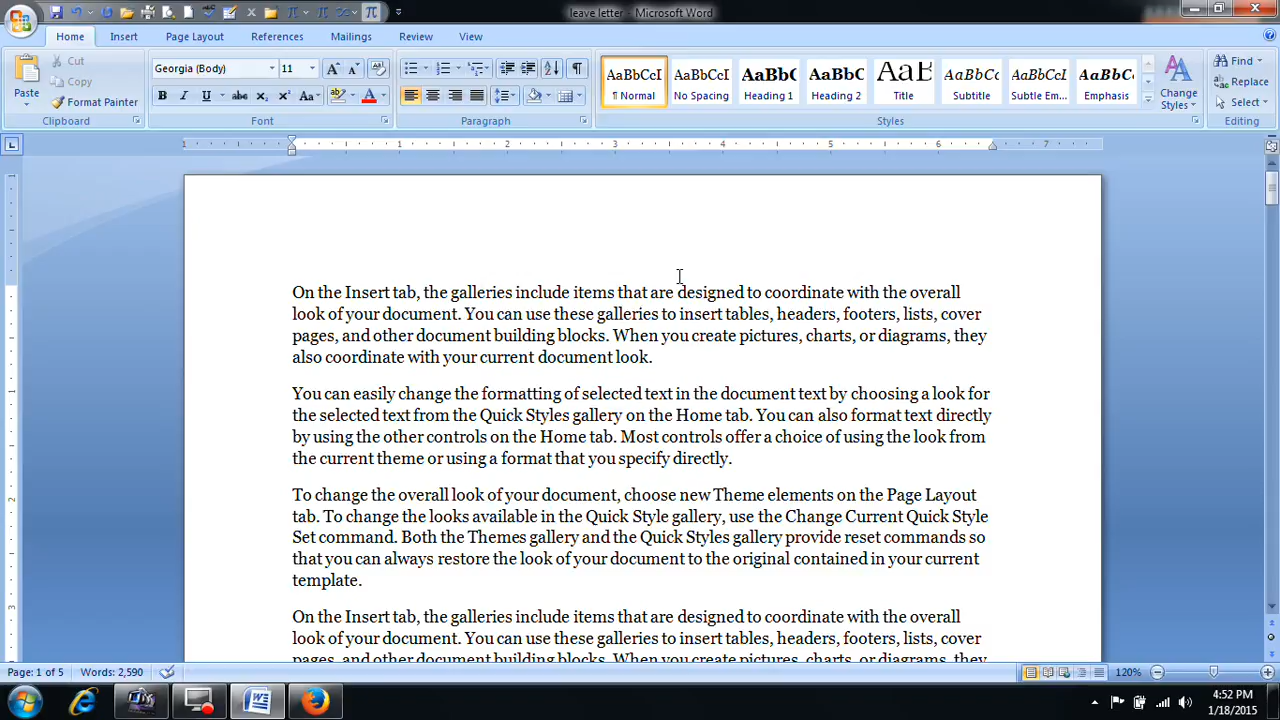 leave letter - Microsoft Word
Home Insert Page Layout References Mailings Review View
Paste
Cut
Copy
Format Painter
Clipboard
Georgia (Body) 11
Font
Paragraph
AaBbCcI AaBbCcI AaBbC AaBbC AaB AaBbCc AaBbCcI AaBbCc
¶ Normal No Spacing Heading 1 Heading 2 Title Subtitle Subtle Em... Emphasis
Change
Styles
Styles
Find
Replace
Select
Editing
1 1 2 3 4 5 6 7
On the Insert tab, the galleries include items that are designed to coordinate with the overall
look of your document. You can use these galleries to insert tables, headers, footers, lists, cover
pages, and other document building blocks. When you create pictures, charts, or diagrams, they
also coordinate with your current document look.
You can easily change the formatting of selected text in the document text by choosing a look for
the selected text from the Quick Styles gallery on the Home tab. You can also format text directly
by using the other controls on the Home tab. Most controls offer a choice of using the look from
the current theme or using a format that you specify directly.
To change the overall look of your document, choose new Theme elements on the Page Layout
tab. To change the looks available in the Quick Style gallery, use the Change Current Quick Style
Set command. Both the Themes gallery and the Quick Styles gallery provide reset commands so
that you can always restore the look of your document to the original contained in your current
template.
On the Insert tab, the galleries include items that are designed to coordinate with the overall
look of your document. You can use these galleries to insert tables, headers, footers, lists, cover
pages, and other document building blocks. When you create pictures, charts, or diagrams, they
Page: 1 of 5 Words: 2,590 120%
4:52 PM
1/18/2015